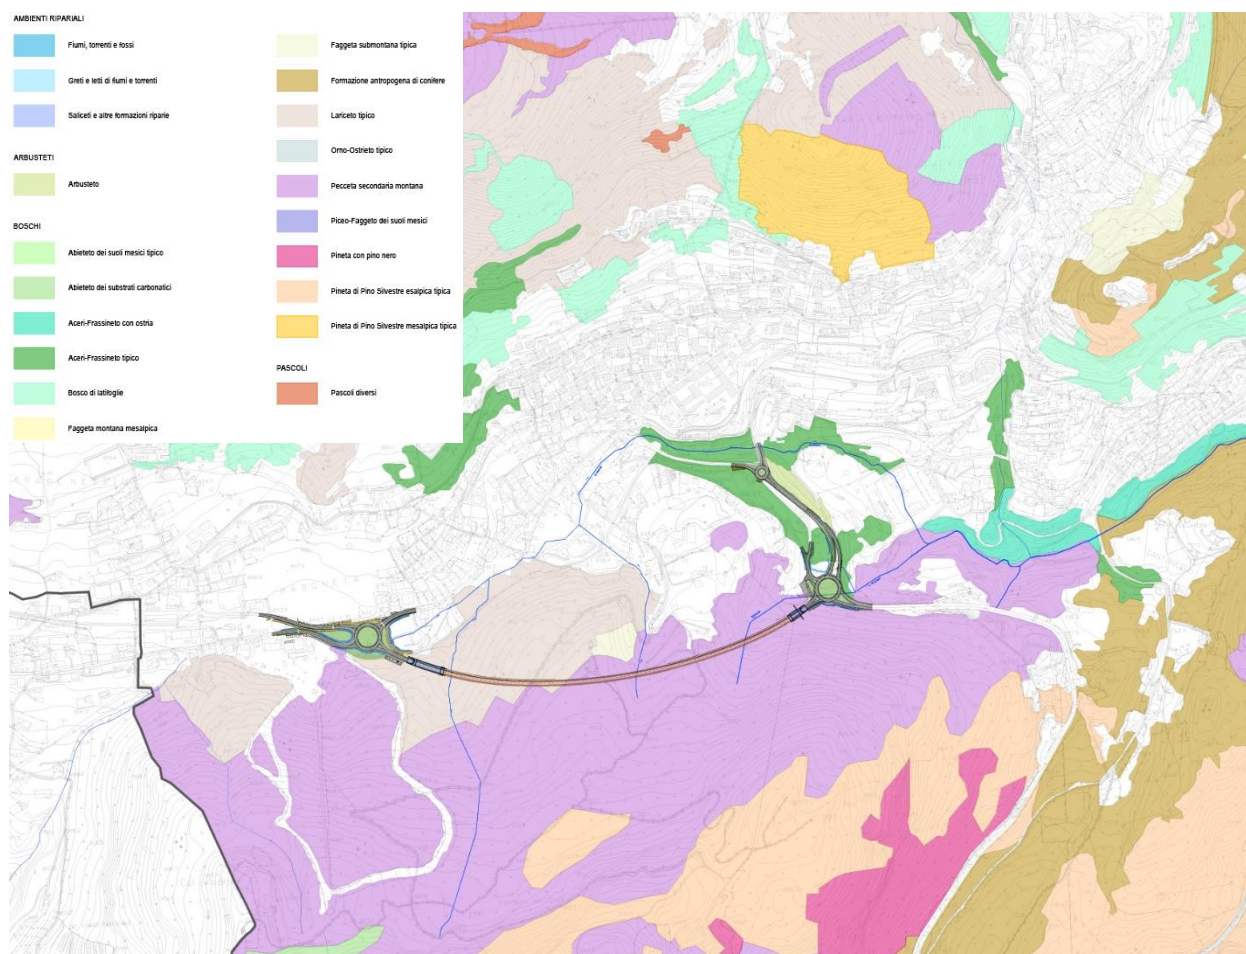 AMBIENTI RIPARIALI
Fiumi, torrenti e fossi
Greti e letti di fiumi e torrenti
Saliceti e altre formazioni riparie
ARBUSTETI
Arbusteto
BOSCHI
Abieteto dei suoli mesici tipico
Abieteto dei substrati carbonatici
Aceri-Frassineto con ostria
Aceri-Frassineto tipico
Bosco di latifoglie
Faggeta montana mesalpica
Faggeta submontana tipica
Formazione antropogena di conifere
Lariceto tipico
Orno-Ostrieto tipico
Pecceta secondaria montana
Piceo-Faggeto dei suoli mesici
Pineta con pino nero
Pineta di Pino Silvestre esalpica tipica
Pineta di Pino Silvestre mesalpica tipica
PASCOLI
Pascoli diversi